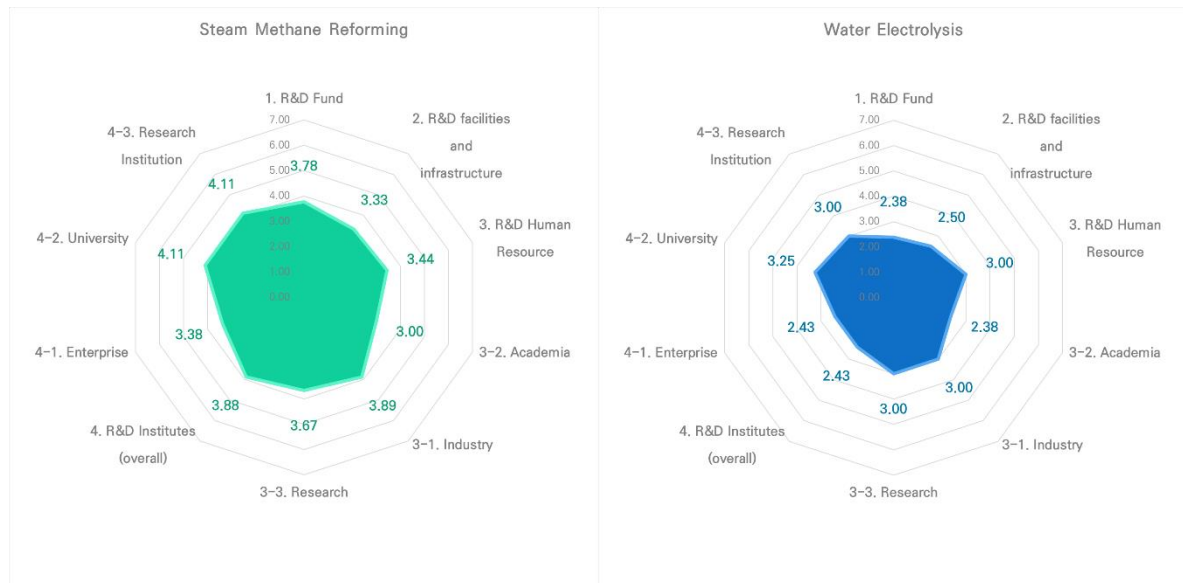 Steam Methane Reforming
1. R&D Fund
7.00
6.00
5.00
4.00
3.00
2.00
1.00
0.00
2. R&D facilities
and
infrastructure
3. R&D Human
Resource
3-2. Academia
3-1. Industry
3-3. Research
4. R&D Institutes
(overall)
4-1. Enterprise
4-2. University
4-3. Research
Institution
3.78
3.33
3.44
3.00
3.89
3.67
3.88
3.38
4.11
4.11
Water Electrolysis
1. R&D Fund
7.00
6.00
5.00
4.00
3.00
2.00
1.00
0.00
2. R&D facilities
and
infrastructure
3. R&D Human
Resource
3-2. Academia
3-1. Industry
3-3. Research
4. R&D Institutes
(overall)
4-1. Enterprise
4-2. University
4-3. Research
Institution
2.38
2.50
3.00
2.38
3.00
3.00
2.43
2.43
3.25
3.00